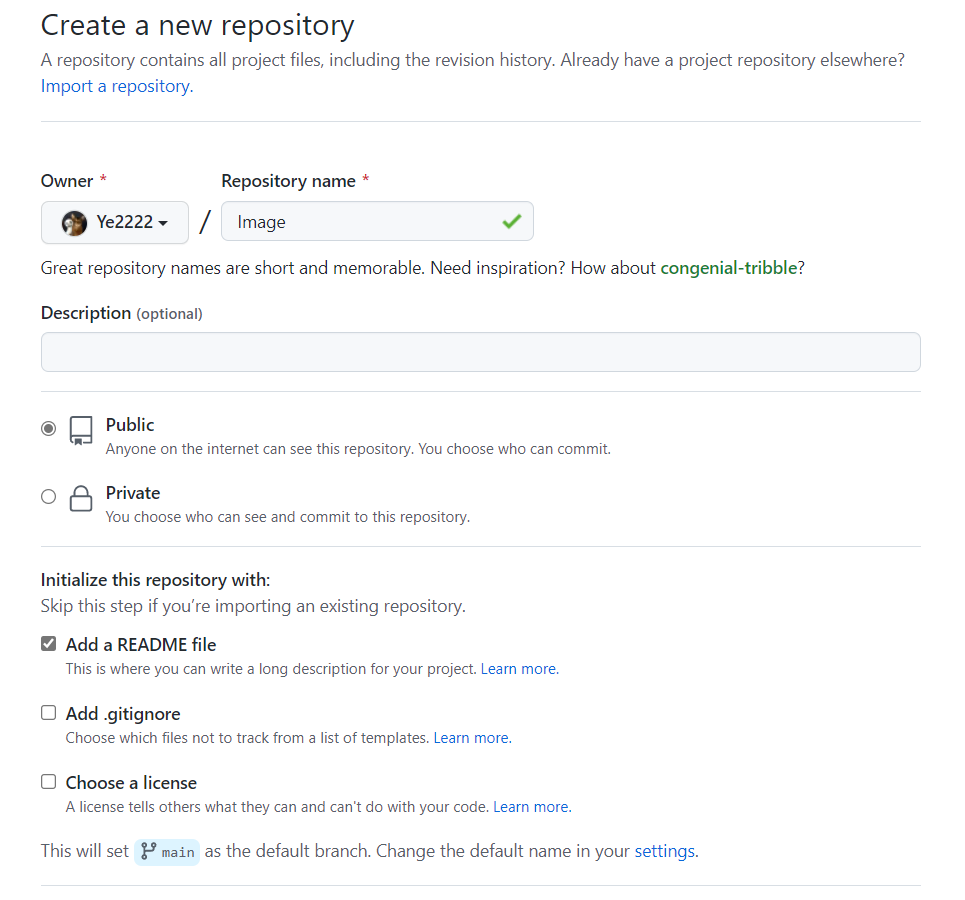 Create a new repository
A repository contains all project files, including the revision history. Already have a project repository elsewhere?
Import a repository.
Owner * Repository name *
Ye2222 / Image
Great repository names are short and memorable. Need inspiration? How about congenial-tribble?
Description (optional)
Public
Anyone on the internet can see this repository. You choose who can commit.
Private
You choose who can see and commit to this repository.
Initialize this repository with:
Skip this step if you’re importing an existing repository.
Add a README file
This is where you can write a long description for your project. Learn more.
Add .gitignore
Choose which files not to track from a list of templates. Learn more.
Choose a license
A license tells others what they can and can't do with your code. Learn more.
This will set main as the default branch. Change the default name in your settings.